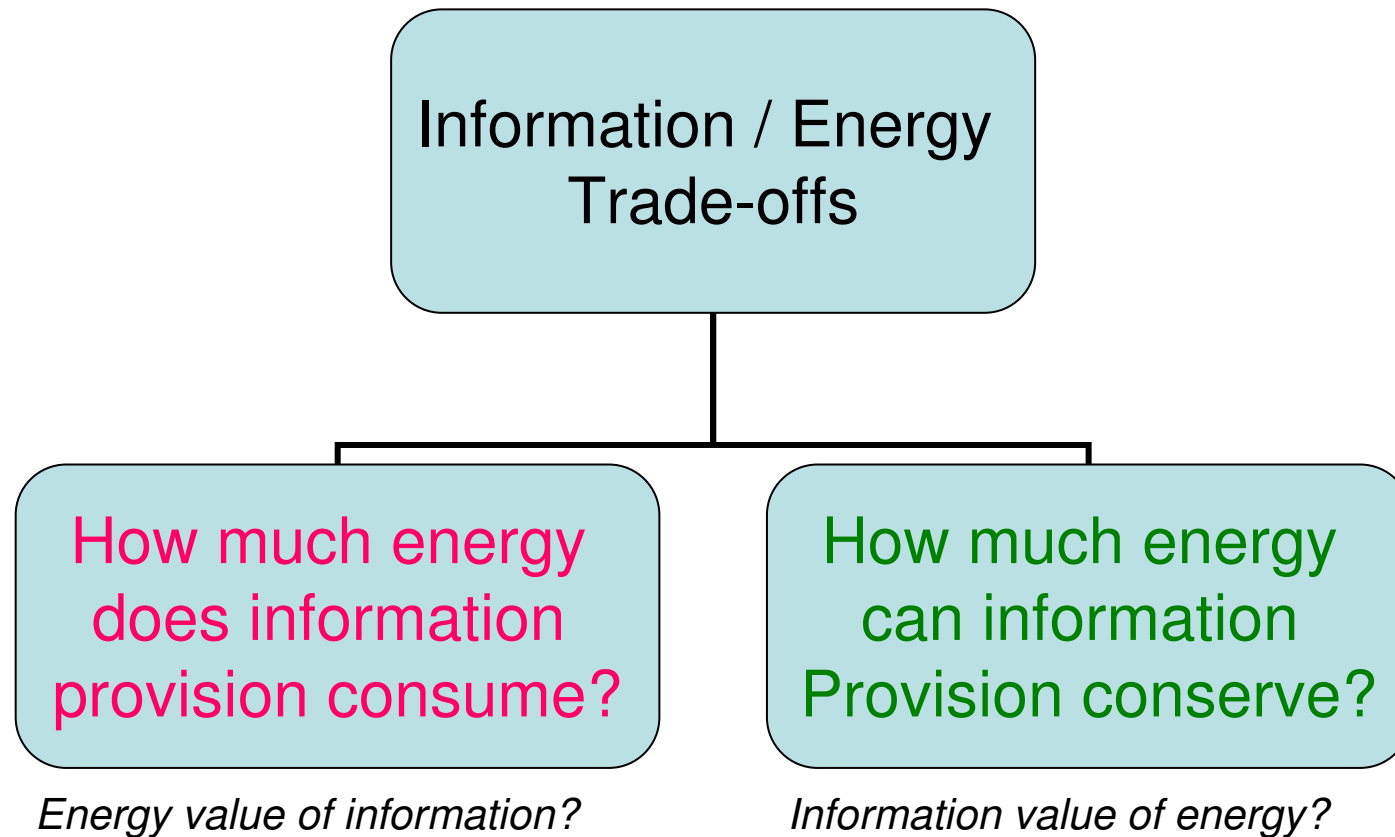 Information / Energy
Trade-offs
How much energy
does information
provision consume?
How much energy
can information
Provision conserve?
Energy value of information?
Information value of energy?